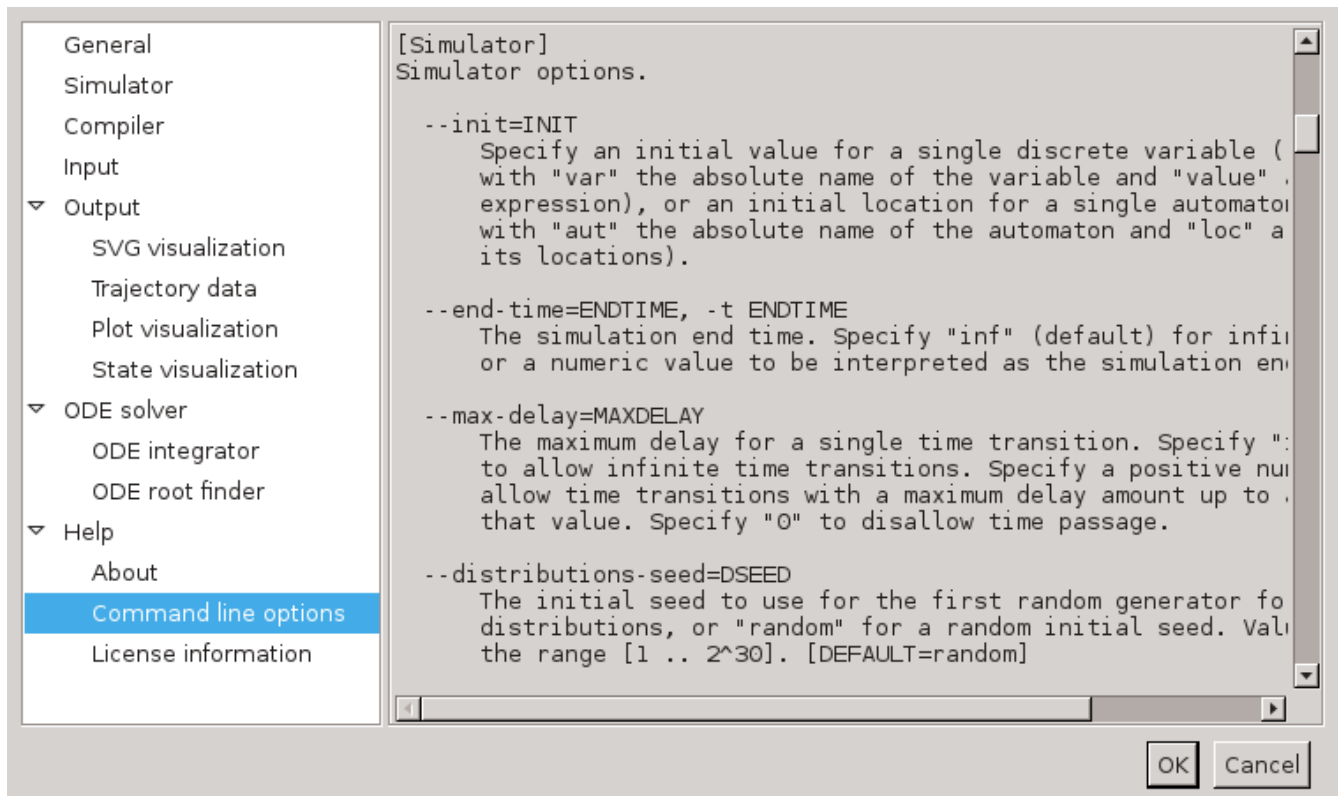 General
Simulator
Compiler
Input
Output
SVG visualization
Trajectory data
Plot visualization
State visualization
ODE solver
ODE integrator
ODE root finder
Help
About
Command line options
License information
[Simulator]
Simulator options.
--init=INIT
Specify an initial value for a single discrete variable (
with "var" the absolute name of the variable and "value"
expression), or an initial location for a single
with "aut" the absolute name of the automaton and "loc" a
its locations).
--end-time=ENDTIME, -t ENDTIME
The simulation end time. Specify "inf" (default) for
or a numeric value to be interpreted as the simulation
--max-delay=MAXDELAY
The maximum delay for a single time transition. Specify
to allow infinite time transitions. Specify a positive
allow time transitions with a maximum delay amount up to
that value. Specify "0" to disallow time passage.
--distributions-seed=DSEED
The initial seed to use for the first random generator fo
distributions, or "random" for a random initial seed.
the range [1 .. 2^30]. [DEFAULT=random]
OK
Cancel